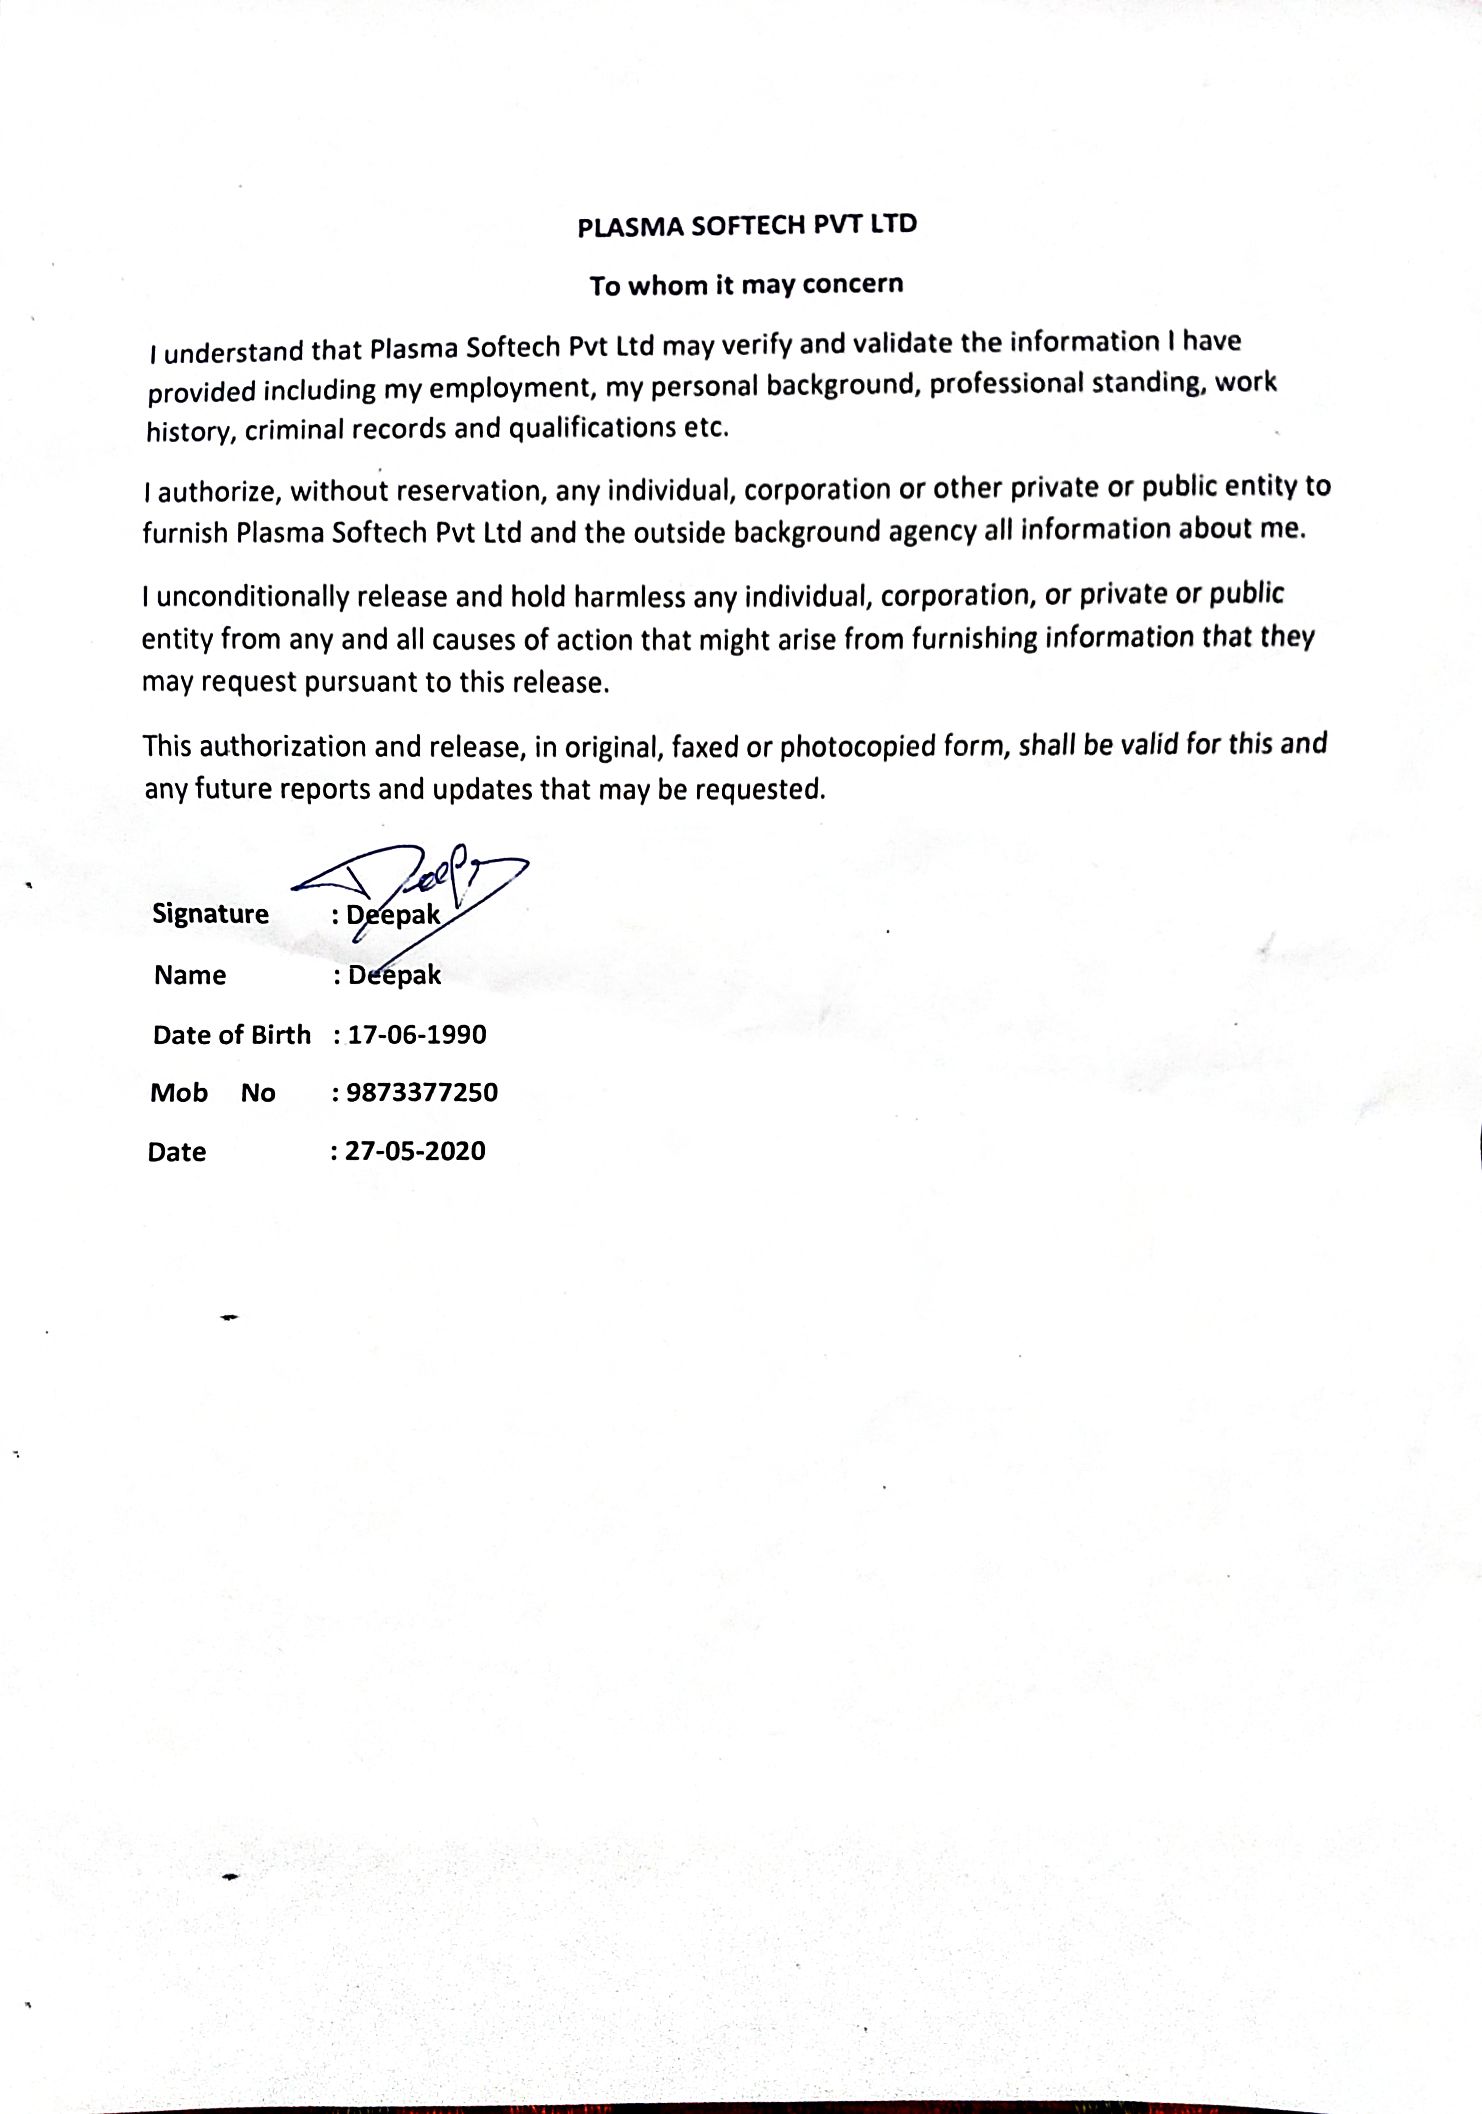 PLASMA SOFTECH PVT LTD
To whom it may concern
I understand that Plasma Softech Pvt Ltd may verify and validate the information I have
provided including my employment, my personal background, professional standing, work
history, criminal records and qualifications etc.
I authorize, without reservation, any individual, corporation or other private or public entity to
furnish Plasma Softech Pvt Ltd and the outside background agency all information about me.
I unconditionally release and hold harmless any individual, corporation, or private or public
entity from any and all causes of action that might arise from furnishing information that they
may request pursuant to this release.
This authorization and release, in original, faxed or photocopied form, shall be valid for this and
any future reports and updates that may be requested.
Signature : Deepak
Name : Deepak
Date of Birth : 17-06-1990
Mob No : 9873377250
Date : 27-05-2020